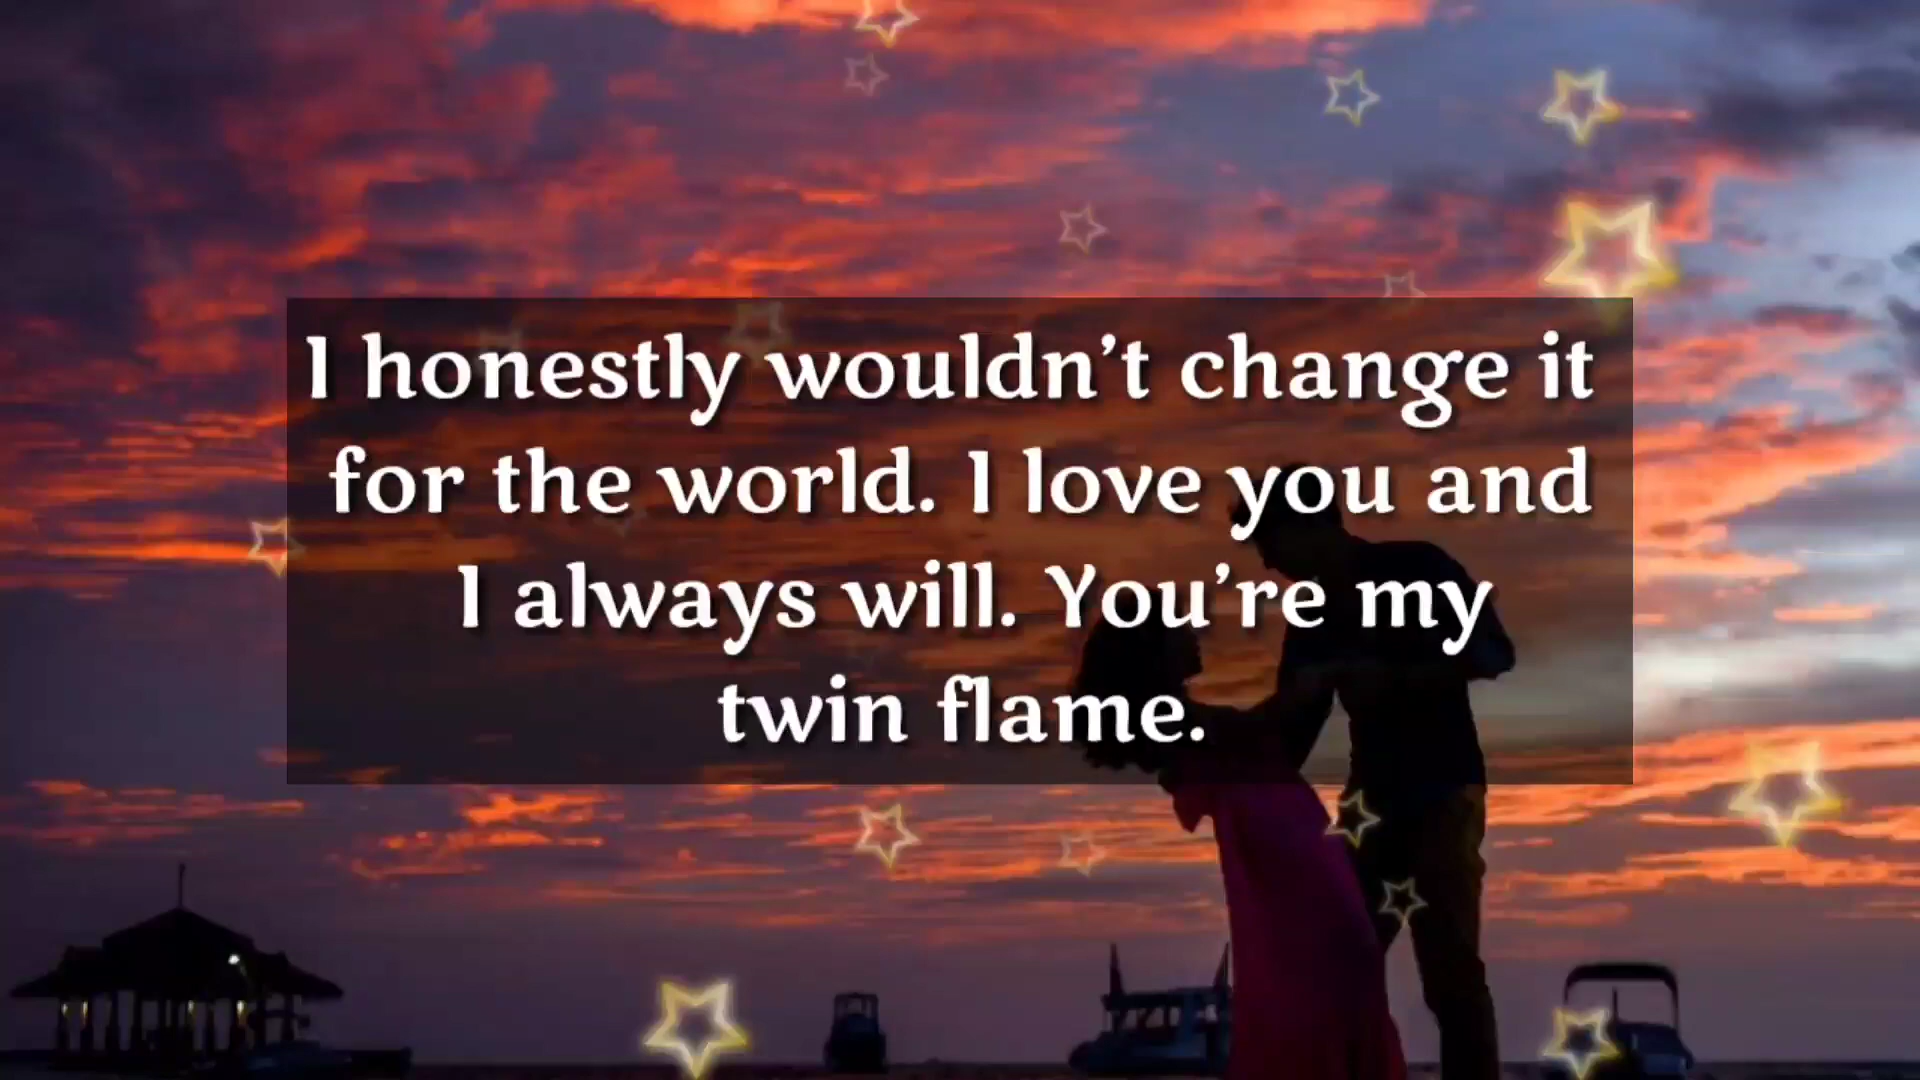 I honestly wouldn’t change it
for the world. I love you and
I always will. You’re my
twin flame.